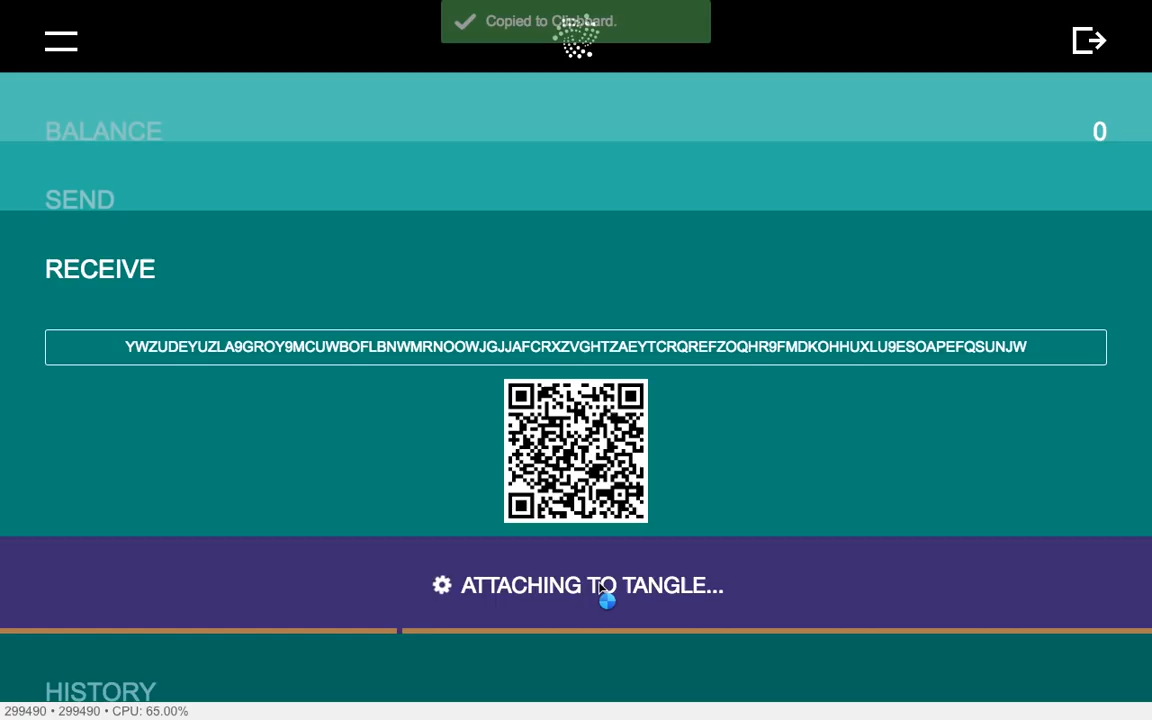 Copied to Clipboard.
BALANCE
0
SEND
RECEIVE
YWZUDEYUZLA9GROY9MCUWBOFLBNWMRNOOWJGJJAFCRXZVGHTZAEYTCRQREFZOQHR9FMDKOHHUXLU9ESOAPEFQSUNJW
ATTACHING TO TANGLE...
HISTORY
299490 • 299490 • CPU: 65.00%